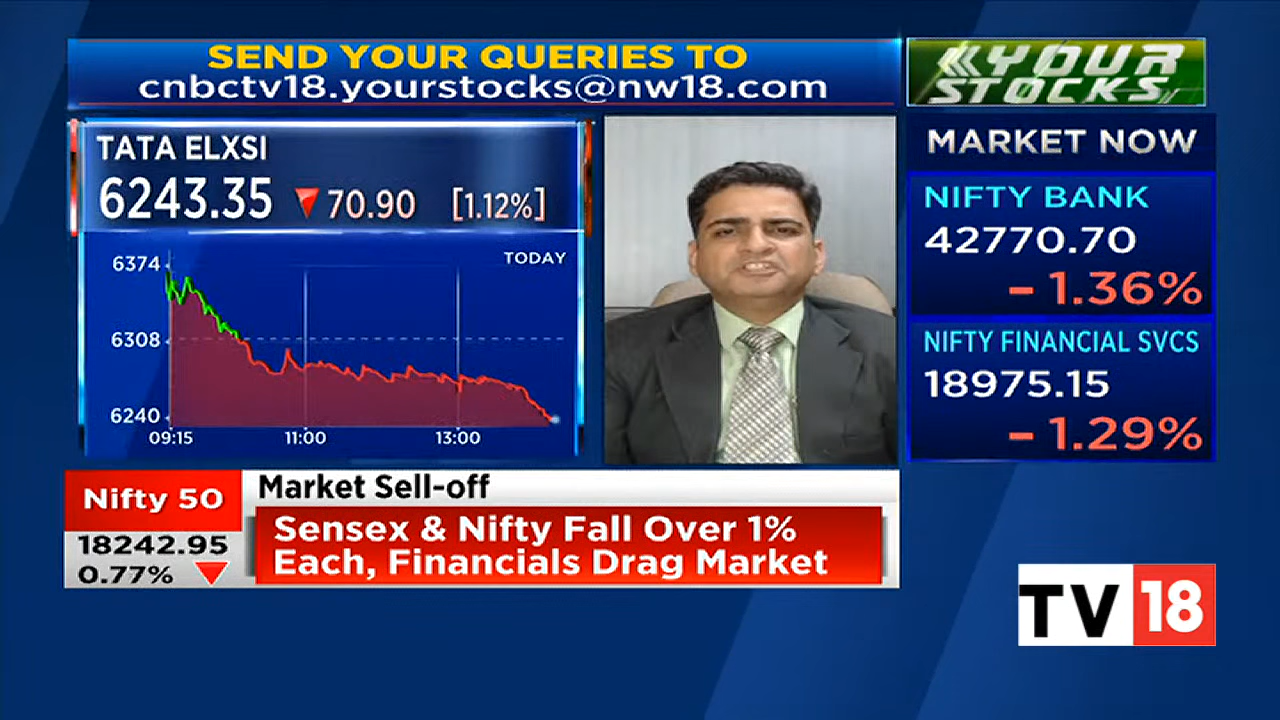 SEND YOUR QUERIES TO
cnbctv18.yourstocks@nw18.com
YOUR
STOCKS
TATA ELXSI
6243.35 ▼ 70.90 [1.12%]
TODAY
6374
6308
6240
09:15 11:00 13:00
MARKET NOW
NIFTY BANK
42770.70
– 1.36%
NIFTY FINANCIAL SVCS
18975.15
– 1.29%
Nifty 50
18242.95
0.77% ▼
Market Sell-off
Sensex & Nifty Fall Over 1%
Each, Financials Drag Market
TV 18